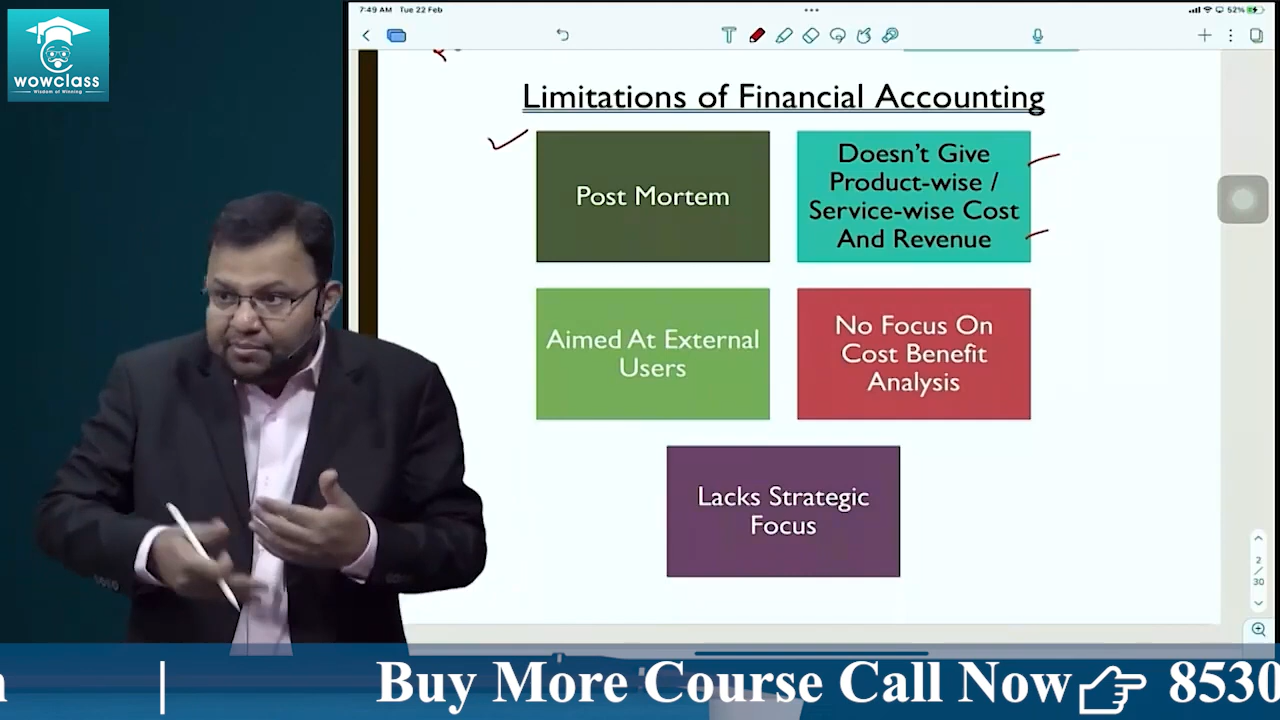 wowclass
Wisdom of Winning
7:49 AM Tue 22 Feb
52%
Limitations of Financial Accounting
Post Mortem
Doesn't Give
Product-wise /
Service-wise Cost
And Revenue
Aimed At External
Users
No Focus On
Cost Benefit
Analysis
Lacks Strategic
Focus
2
/
30
| Buy More Course Call Now 8530